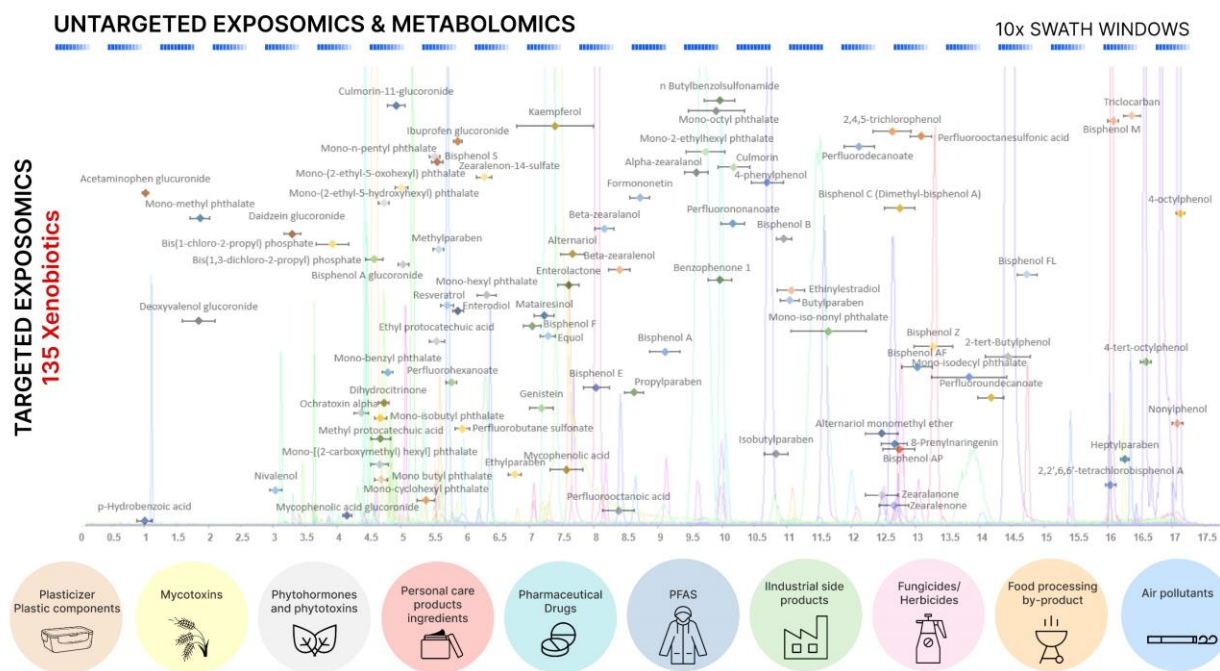 UNTARGETED EXPOSOMICS & METABOLOMICS
10x SWATH WINDOWS
TARGETED EXPOSOMICS
135 Xenobiotics
Culmorin-11-glucoronide
n Butylbenzolsulfonamide
Triclocarban
Kaempferol
Mono-octyl phthalate
2,4,5-trichlorophenol
Bisphenol M
Ibuprofen glucoronide
Perfluorooctanesulfonic acid
Mono-n-pentyl phthalate
Bisphenol S
Mono-2-ethylhexyl phthalate
Perfluorodecanoate
Zearalenon-14-sulfate
Alpha-zearalanol
Culmorin
Mono-(2-ethyl-5-oxohexyl) phthalate
4-phenylphenol
Acetaminophen glucuronide
Mono-(2-ethyl-5-hydroxyhexyl) phthalate
Formononetin
Bisphenol C (Dimethyl-bisphenol A)
4-octylphenol
Mono-methyl phthalate
Daidzein glucoronide
Beta-zearalanol
Perfluorononanoate
Bisphenol B
Bis(1-chloro-2-propyl) phosphate
Methylparaben
Alternariol
Bis(1,3-dichloro-2-propyl) phosphate
Beta-zearalenol
Bisphenol FL
Bisphenol A glucuronide
Enterolactone
Benzophenone 1
Mono-hexyl phthalate
Ethinylestradiol
Resveratrol
Enterodiol
Butylparaben
Deoxyvalenol glucoronide
Matairesinol
Mono-iso-nonyl phthalate
Ethyl protocatechuic acid
Bisphenol F
Equol
Bisphenol A
Bisphenol Z
2-tert-Butylphenol
Bisphenol AF
4-tert-octylphenol
Mono-benzyl phthalate
Mono-isodecyl phthalate
Perfluorohexanoate
Bisphenol E
Perfluoroundecanoate
Dihydrocitrinone
Genistein
Propylparaben
Ochratoxin alpha
Mono-isobutyl phthalate
Nonylphenol
Methyl protocatechuic acid
Perfluorobutane sulfonate
Alternariol monomethyl ether
8-Prenylnaringenin
Mono-[(2-carboxymethyl) hexyl] phthalate
Isobutylparaben
Bisphenol AP
Heptylparaben
Nivalenol
Mono butyl phthalate
Ethylparaben
Mycophenolic acid
2,2',6,6'-tetrachlorobisphenol A
Mono-cyclohexyl phthalate
Zearalanone
p-Hydrobenzoic acid
Mycophenolic acid glucuronide
Perfluorooctanoic acid
Zearalenone
0 0.5 1 1.5 2 2.5 3 3.5 4 4.5 5 5.5 6 6.5 7 7.5 8 8.5 9 9.5 10 10.5 11 11.5 12 12.5 13 13.5 14 14.5 15 15.5 16 16.5 17 17.5
Plasticizer
Plastic components
Mycotoxins
Phytohormones
and phytotoxins
Personal care
products
ingredients
Pharmaceutical
Drugs
PFAS
IIndustrial side
products
Fungicides/
Herbicides
Food processing
by-product
Air pollutants